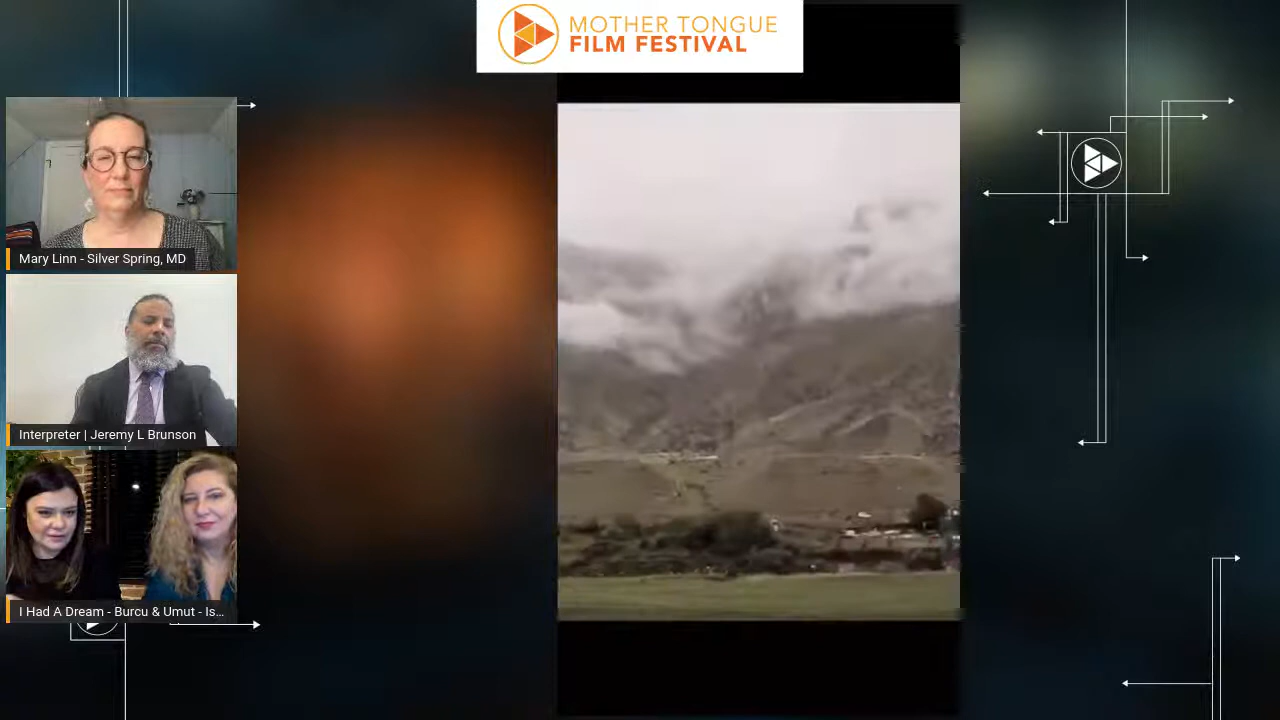 MOTHER TONGUE
FILM FESTIVAL
Mary Linn - Silver Spring, MD
Interpreter | Jeremy L Brunson
I Had A Dream - Burcu & Umut - Is...